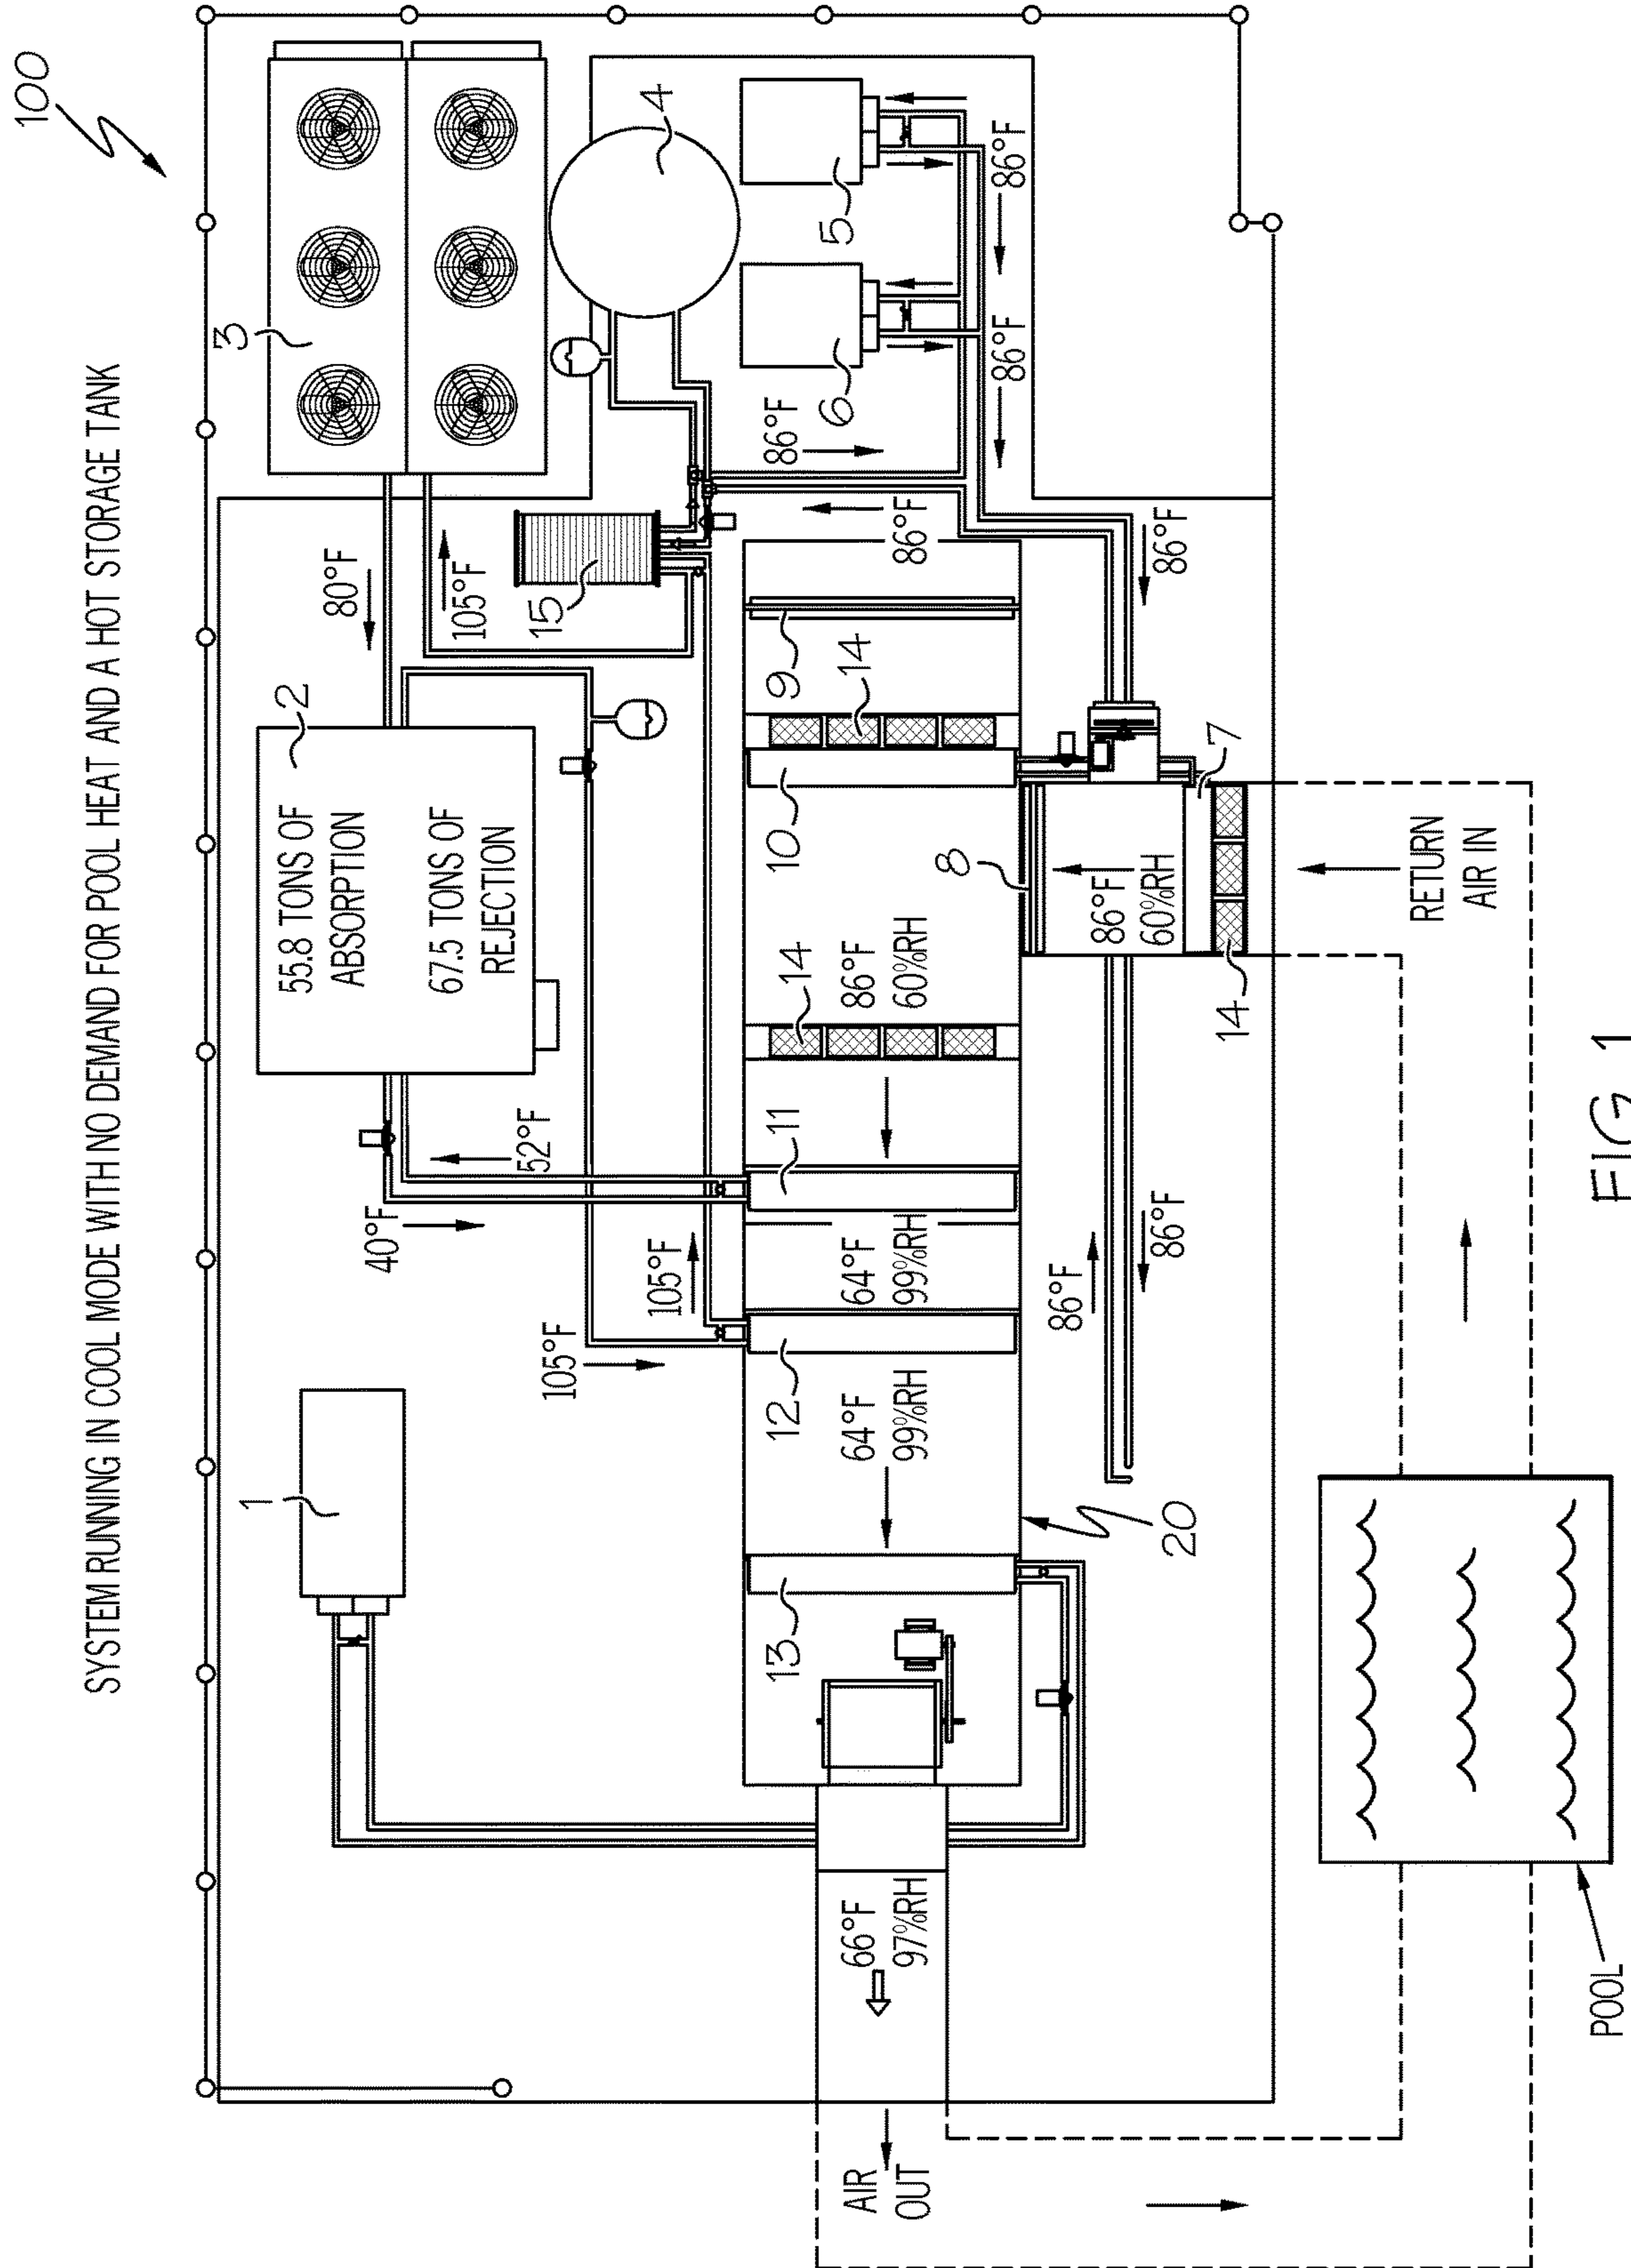 SYSTEM RUNNING IN COOL MODE WITH NO DEMAND FOR POOL HEAT AND A HOT STORAGE TANK
100
1
2
55.8 TONS OF
ABSORPTION
67.5 TONS OF
REJECTION
3
80°F
105°F
40°F
52°F
105°F
105°F
15
4
86°F
86°F
5
6
86°F
86°F
86°F
9
14
10
86°F
60%RH
14
11
64°F
99%RH
12
64°F
99%RH
13
66°F
97%RH
AIR
OUT
20
86°F
86°F
8
86°F
60%RH
7
14
RETURN
AIR IN
POOL
FIG. 1